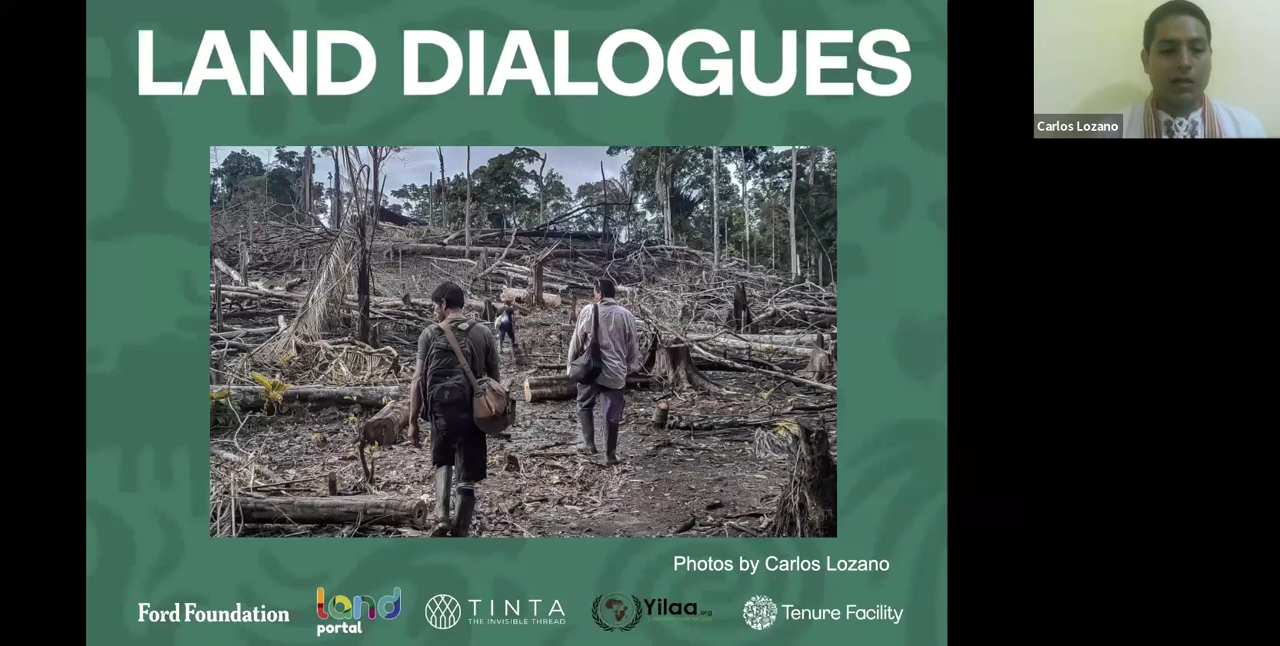 LAND DIALOGUES
Carlos Lozano
Photos by Carlos Lozano
Ford Foundation
land
portal
TINTA
THE INVISIBLE THREAD
Yilaa.org
Tenure Facility